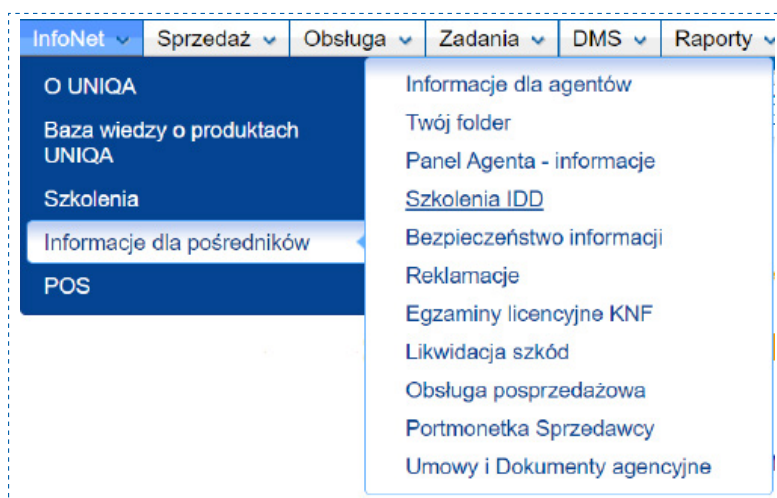 InfoNet Sprzedaż Obsługa Zadania DMS Raporty
O UNIQA
Baza wiedzy o produktach
UNIQA
Szkolenia
Informacje dla pośredników
POS
Informacje dla agentów
Twój folder
Panel Agenta - informacje
Szkolenia IDD
Bezpieczeństwo informacji
Reklamacje
Egzaminy licencyjne KNF
Likwidacja szkód
Obsługa posprzedażowa
Portmonetka Sprzedawcy
Umowy i Dokumenty agencyjne